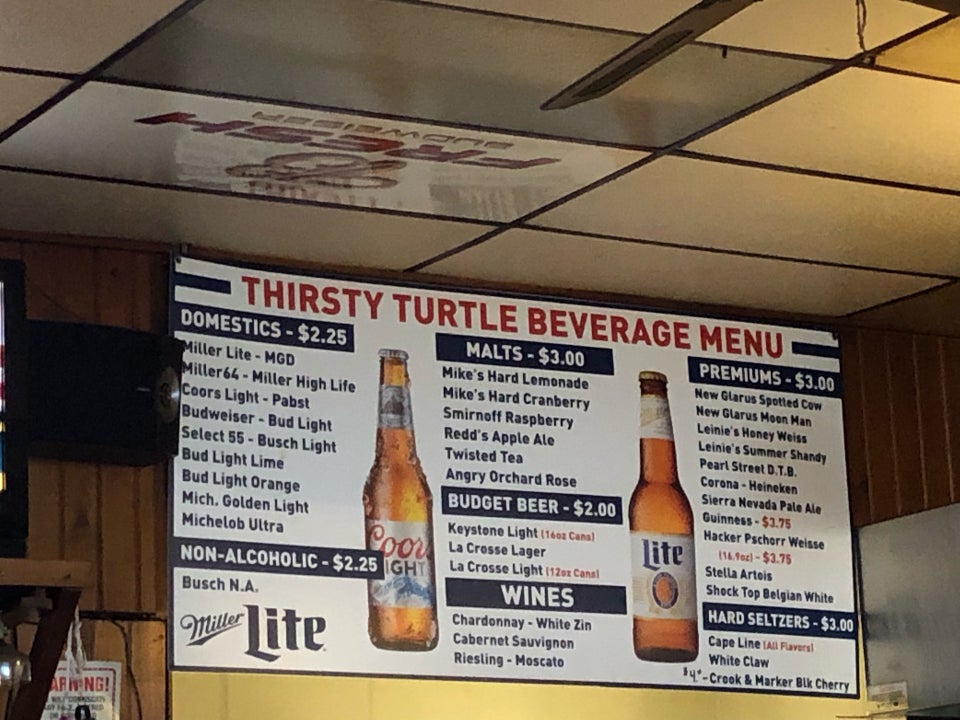 FRESH
BUDWEISER
THIRSTY TURTLE BEVERAGE MENU
DOMESTICS - $2.25
Miller Lite - MGD
Miller64 - Miller High Life
Coors Light - Pabst
Budweiser - Bud Light
Select 55 - Busch Light
Bud Light Lime
Bud Light Orange
Mich. Golden Light
Michelob Ultra
NON-ALCOHOLIC - $2.25
Busch N.A.
Miller Lite
Coors
LIGHT
MALTS - $3.00
Mike's Hard Lemonade
Mike's Hard Cranberry
Smirnoff Raspberry
Redd's Apple Ale
Twisted Tea
Angry Orchard Rose
BUDGET BEER - $2.00
Keystone Light (16oz Cans)
La Crosse Lager
La Crosse Light (12oz Cans)
WINES
Chardonnay - White Zin
Cabernet Sauvignon
Riesling - Moscato
Lite
PREMIUMS - $3.00
New Glarus Spotted Cow
New Glarus Moon Man
Leinie's Honey Weiss
Leinie's Summer Shandy
Pearl Street D.T.B.
Corona - Heineken
Sierra Nevada Pale Ale
Guinness - $3.75
Hacker Pschorr Weisse
(16.9oz) - $3.75
Stella Artois
Shock Top Belgian White
HARD SELTZERS - $3.00
Cape Line (All Flavors)
White Claw
$4.- Crook & Marker Blk Cherry
WARNING!